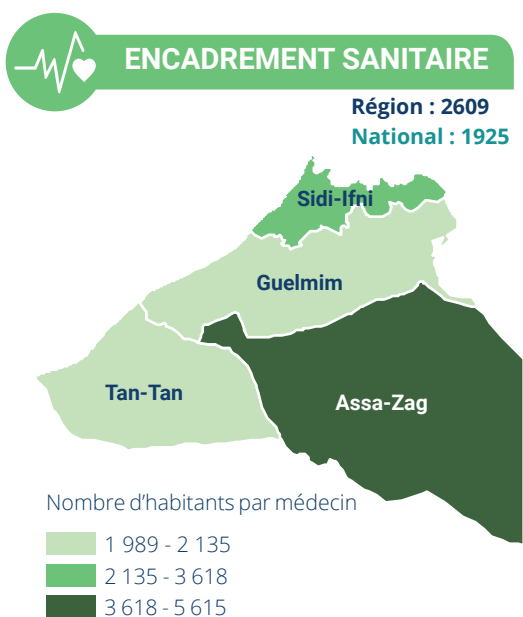 ENCADREMENT SANITAIRE
Région : 2609
National : 1925
Sidi-Ifni
Guelmim
Tan-Tan
Assa-Zag
Nombre d'habitants par médecin
1 989 - 2 135
2 135 - 3 618
3 618 - 5 615